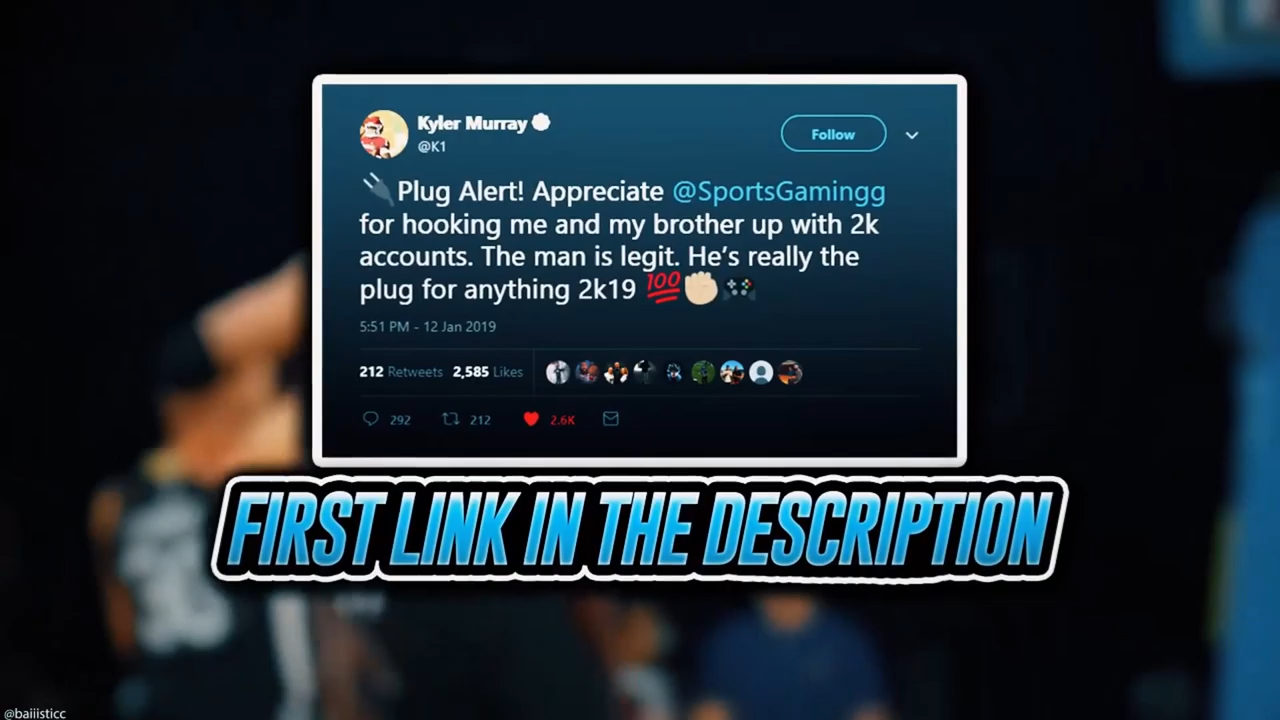 Kyler Murray
@K1
Follow
Plug Alert! Appreciate @SportsGamingg
for hooking me and my brother up with 2k
accounts. The man is legit. He’s really the
plug for anything 2k19 💯✊🏼🎮
5:51 PM - 12 Jan 2019
212 Retweets 2,585 Likes
292 212 2.6K
FIRST LINK IN THE DESCRIPTION
@baiiisticc